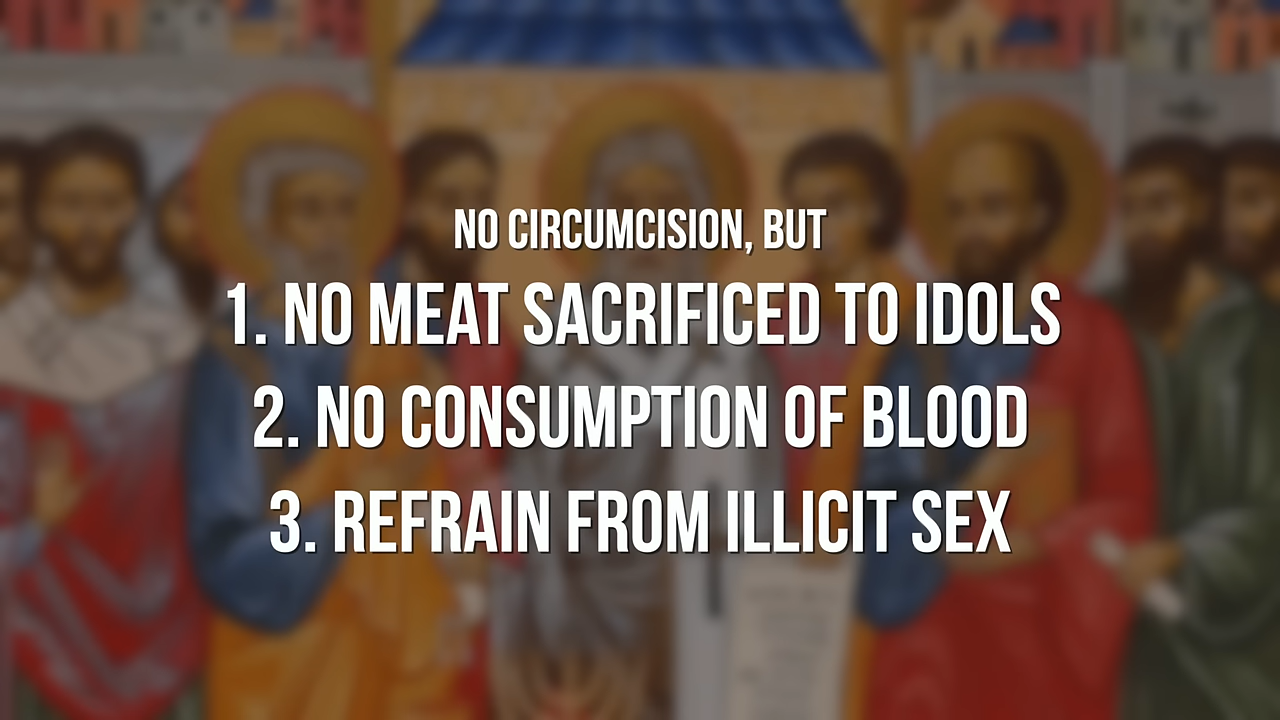 NO CIRCUMCISION, BUT
1. NO MEAT SACRIFICED TO IDOLS
2. NO CONSUMPTION OF BLOOD
3. REFRAIN FROM ILLICIT SEX